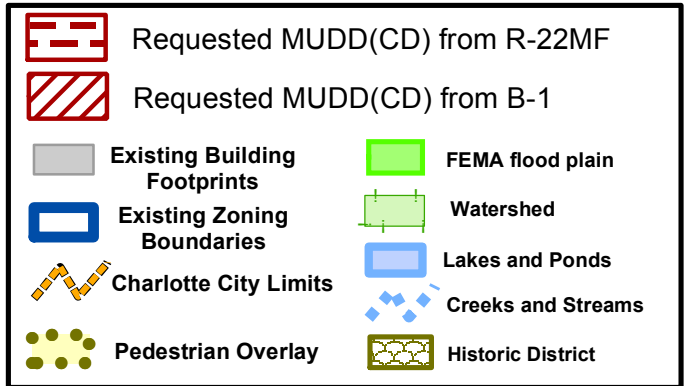 Requested MUDD(CD) from R-22MF
Requested MUDD(CD) from B-1
Existing Building
Footprints
Existing Zoning
Boundaries
Charlotte City Limits
Pedestrian Overlay
FEMA flood plain
Watershed
Lakes and Ponds
Creeks and Streams
Historic District